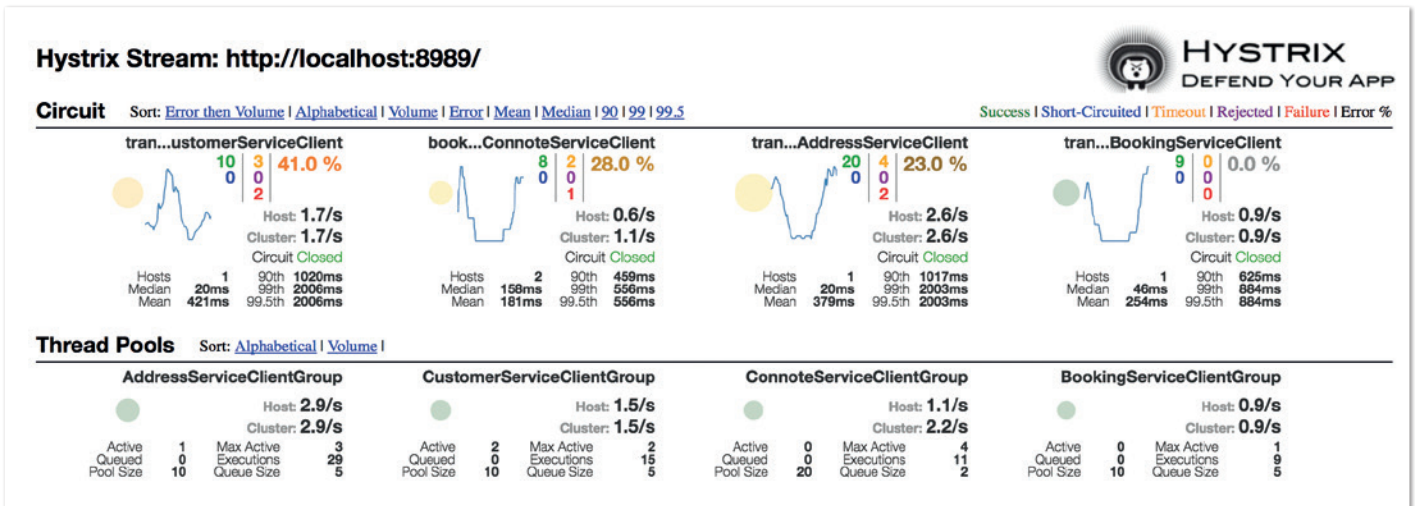 Hystrix Stream: http://localhost:8989/
HYSTRIX
DEFEND YOUR APP
Circuit Sort: Error then Volume | Alphabetical | Volume | Error | Mean | Median | 90 | 99 | 99.5
Success | Short-Circuited | Timeout | Rejected | Failure | Error %
tran...ustomerServiceClient
10 3 41.0 %
0 0
2
Host: 1.7/s
Cluster: 1.7/s
Circuit Closed
Hosts 1 90th 1020ms
Median 20ms 99th 2006ms
Mean 421ms 99.5th 2006ms
book...ConnoteServiceClient
8 2 28.0 %
0 0
1
Host: 0.6/s
Cluster: 1.1/s
Circuit Closed
Hosts 2 90th 459ms
Median 158ms 99th 556ms
Mean 181ms 99.5th 556ms
tran...AddressServiceClient
20 4 23.0 %
0 0
2
Host: 2.6/s
Cluster: 2.6/s
Circuit Closed
Hosts 1 90th 1017ms
Median 20ms 99th 2003ms
Mean 379ms 99.5th 2003ms
tran...BookingServiceClient
9 0 0.0 %
0 0
0
Host: 0.9/s
Cluster: 0.9/s
Circuit Closed
Hosts 1 90th 625ms
Median 46ms 99th 884ms
Mean 254ms 99.5th 884ms
Thread Pools Sort: Alphabetical | Volume |
AddressServiceClientGroup
Host: 2.9/s
Cluster: 2.9/s
Active 1 Max Active 3
Queued 0 Executions 29
Pool Size 10 Queue Size 5
CustomerServiceClientGroup
Host: 1.5/s
Cluster: 1.5/s
Active 2 Max Active 2
Queued 0 Executions 15
Pool Size 10 Queue Size 5
ConnoteServiceClientGroup
Host: 1.1/s
Cluster: 2.2/s
Active 0 Max Active 4
Queued 0 Executions 11
Pool Size 20 Queue Size 2
BookingServiceClientGroup
Host: 0.9/s
Cluster: 0.9/s
Active 0 Max Active 1
Queued 0 Executions 9
Pool Size 10 Queue Size 5